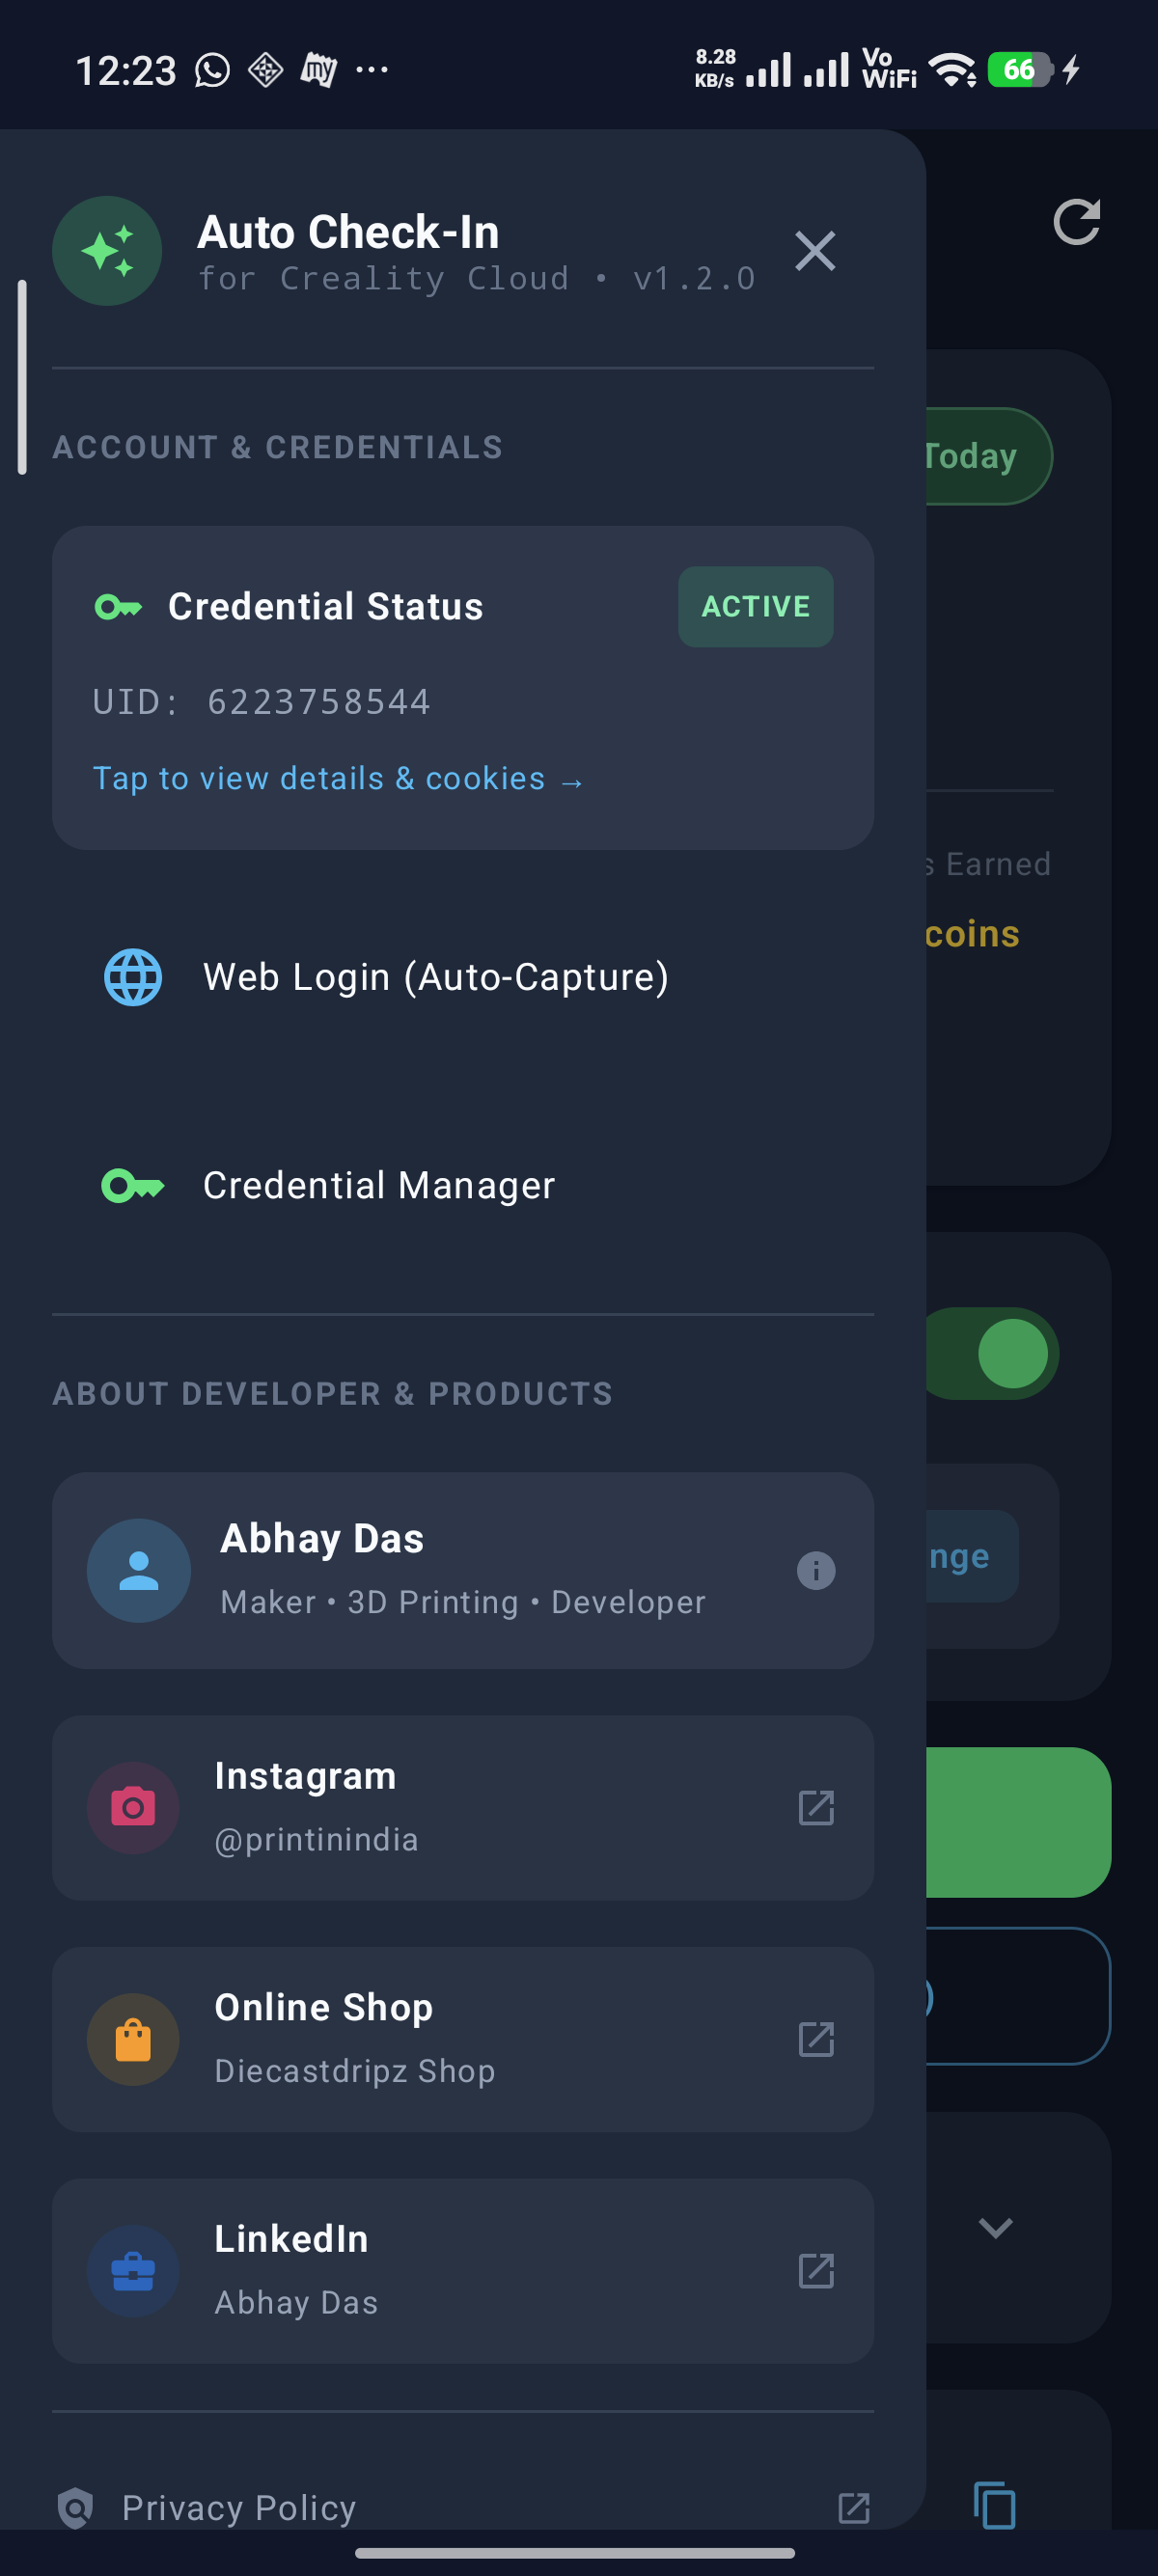 12:23
8.28 KB/s
Vo WiFi
66
Auto Check-In
for Creality Cloud • v1.2.0
ACCOUNT & CREDENTIALS
Today
Credential Status
ACTIVE
UID: 6223758544
Tap to view details & cookies →
s Earned
coins
Web Login (Auto-Capture)
Credential Manager
ABOUT DEVELOPER & PRODUCTS
Abhay Das
nge
Maker • 3D Printing • Developer
Instagram
@printinindia
Online Shop
Diecastdripz Shop
LinkedIn
Abhay Das
Privacy Policy